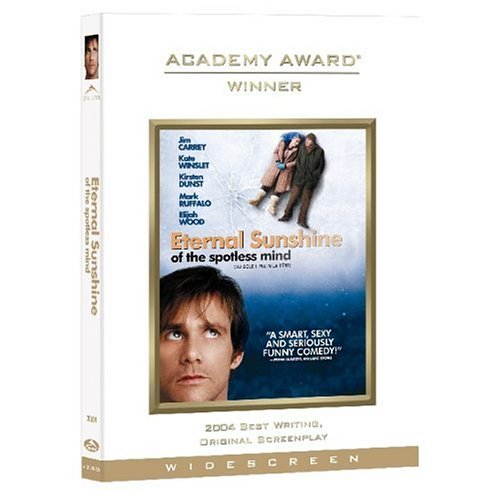 ACADEMY AWARD®
WINNER
Jim
CARREY
Kate
WINSLET
Kirsten
DUNST
Mark
RUFFALO
Elijah
WOOD
Eternal Sunshine
of the spotless mind
"A SMART, SEXY
AND SERIOUSLY
FUNNY COMEDY!"
2004 BEST WRITING,
ORIGINAL SCREENPLAY
WIDESCREEN
Eternal Sunshine
of the spotless mind